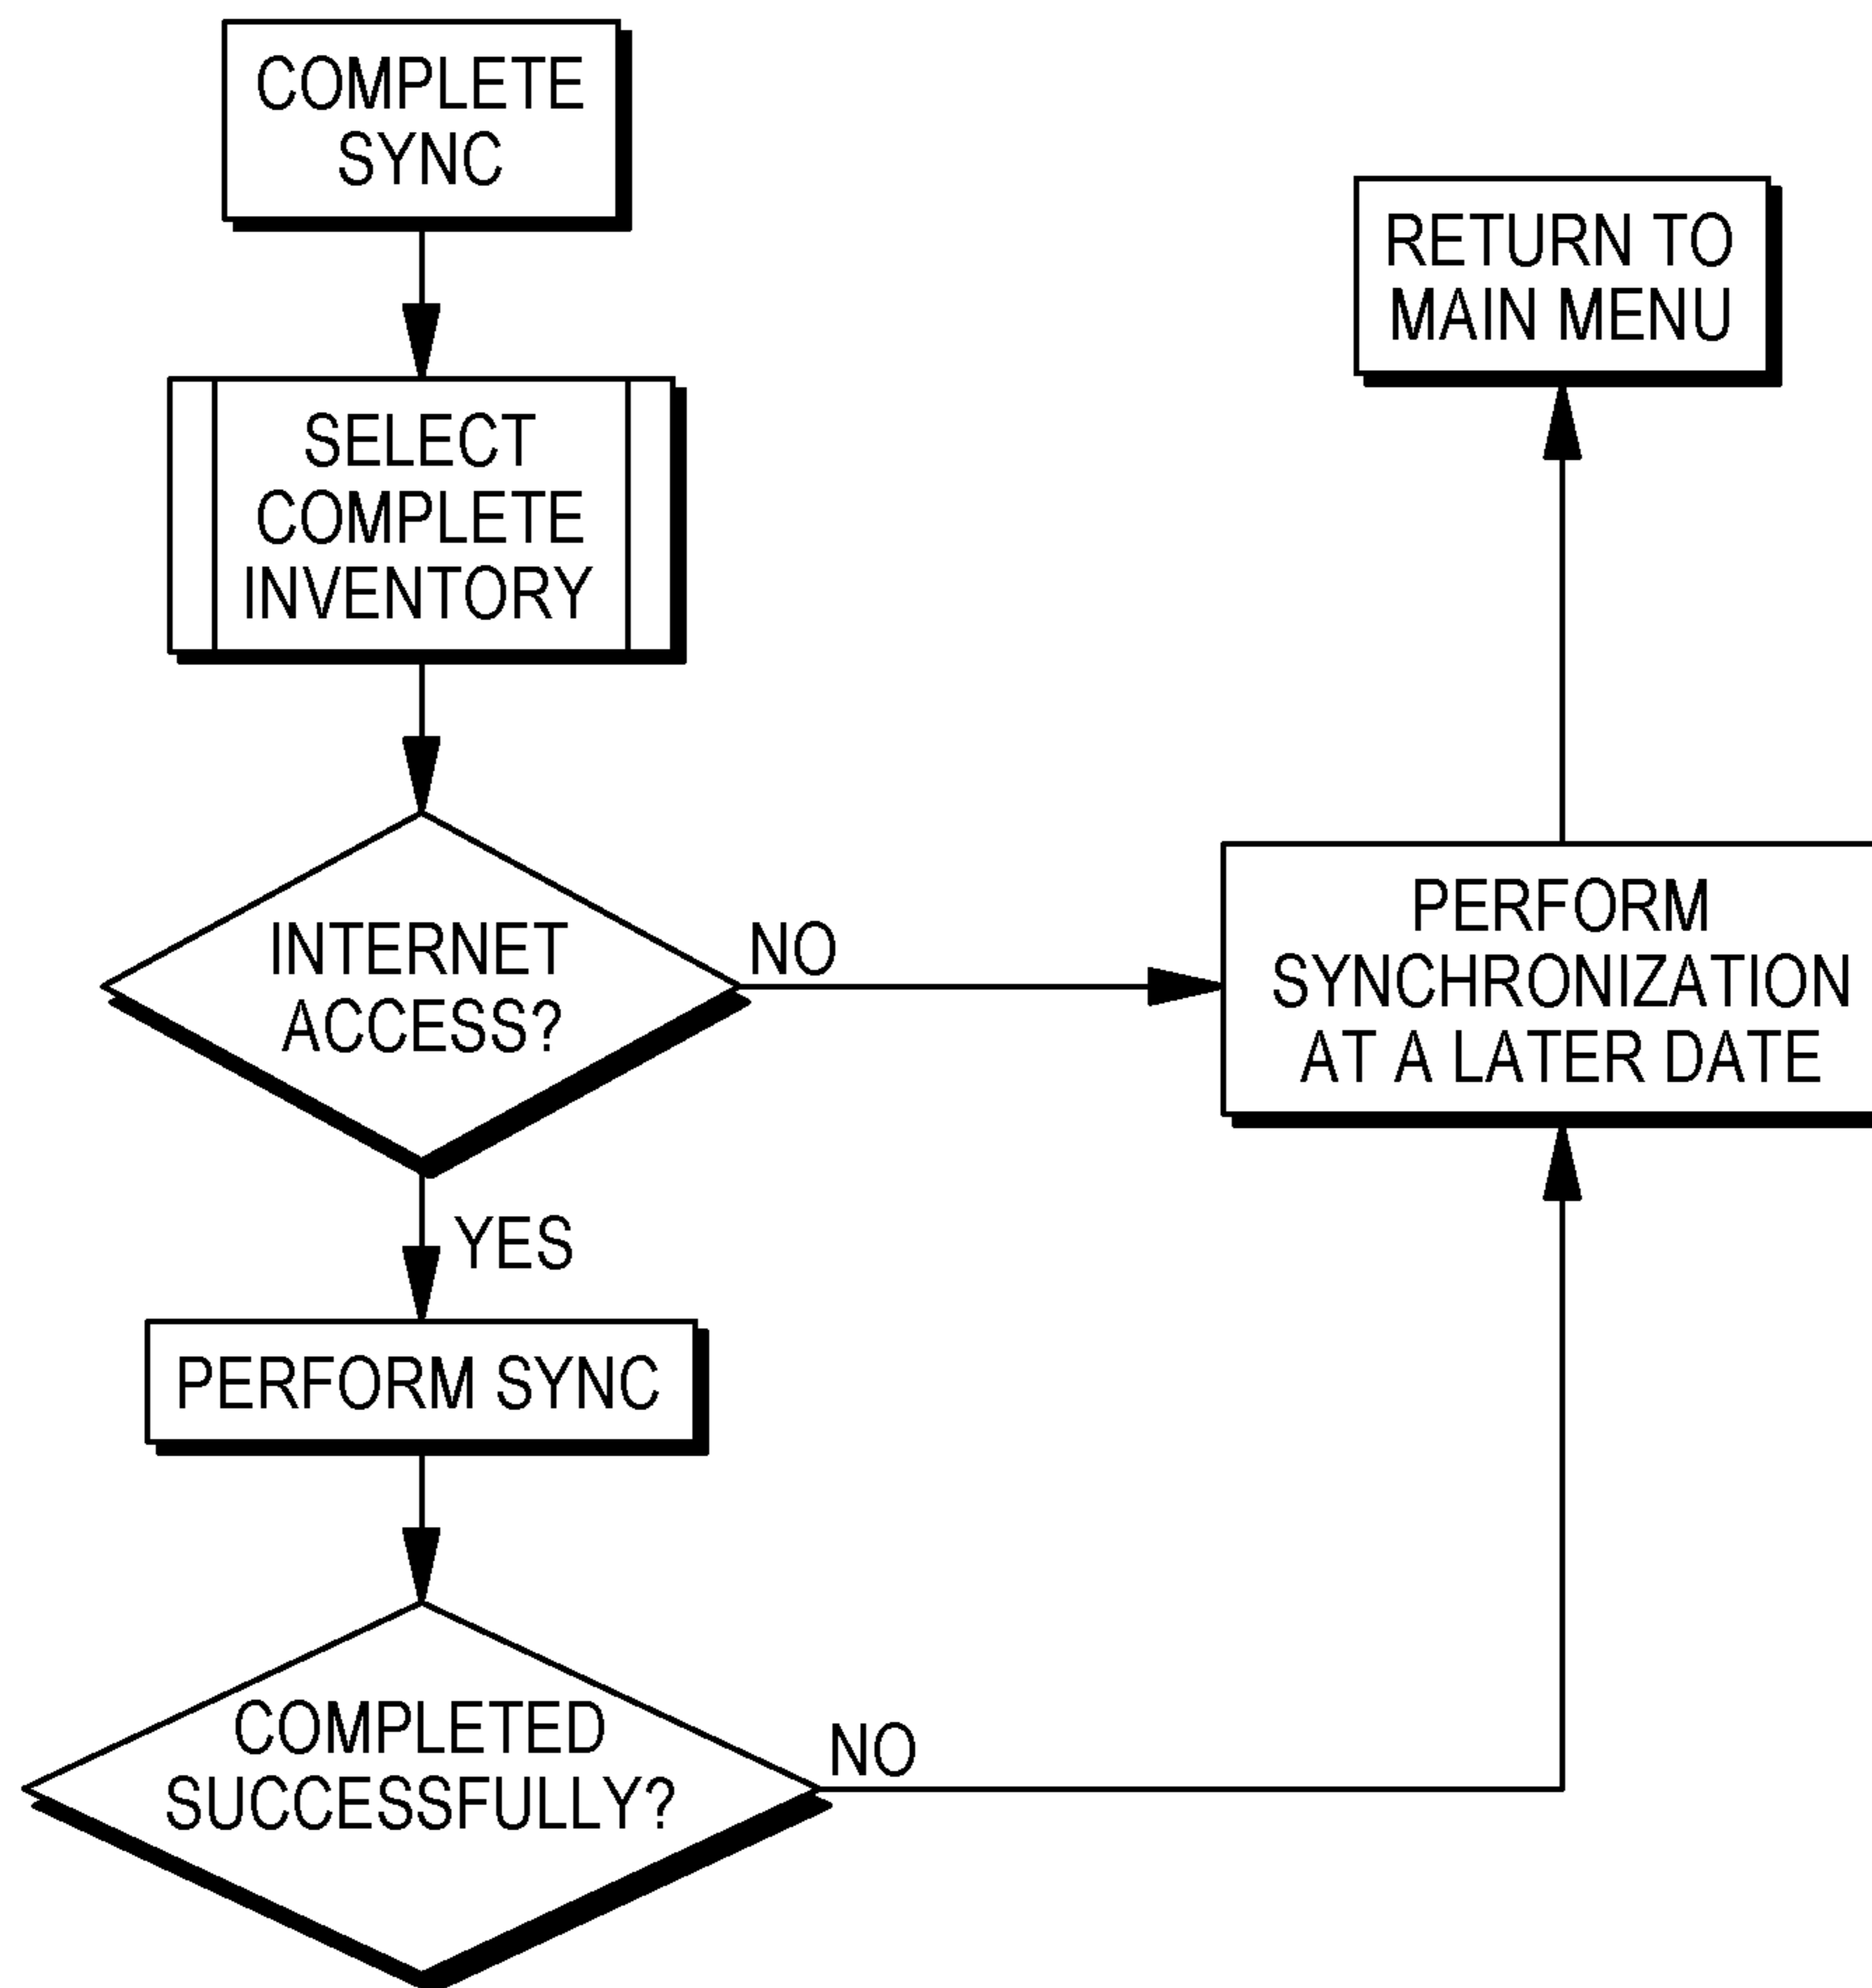 COMPLETE
SYNC
RETURN TO
MAIN MENU
SELECT
COMPLETE
INVENTORY
INTERNET
ACCESS?
NO
PERFORM
SYNCHRONIZATION
AT A LATER DATE
YES
PERFORM SYNC
COMPLETED
SUCCESSFULLY?
NO